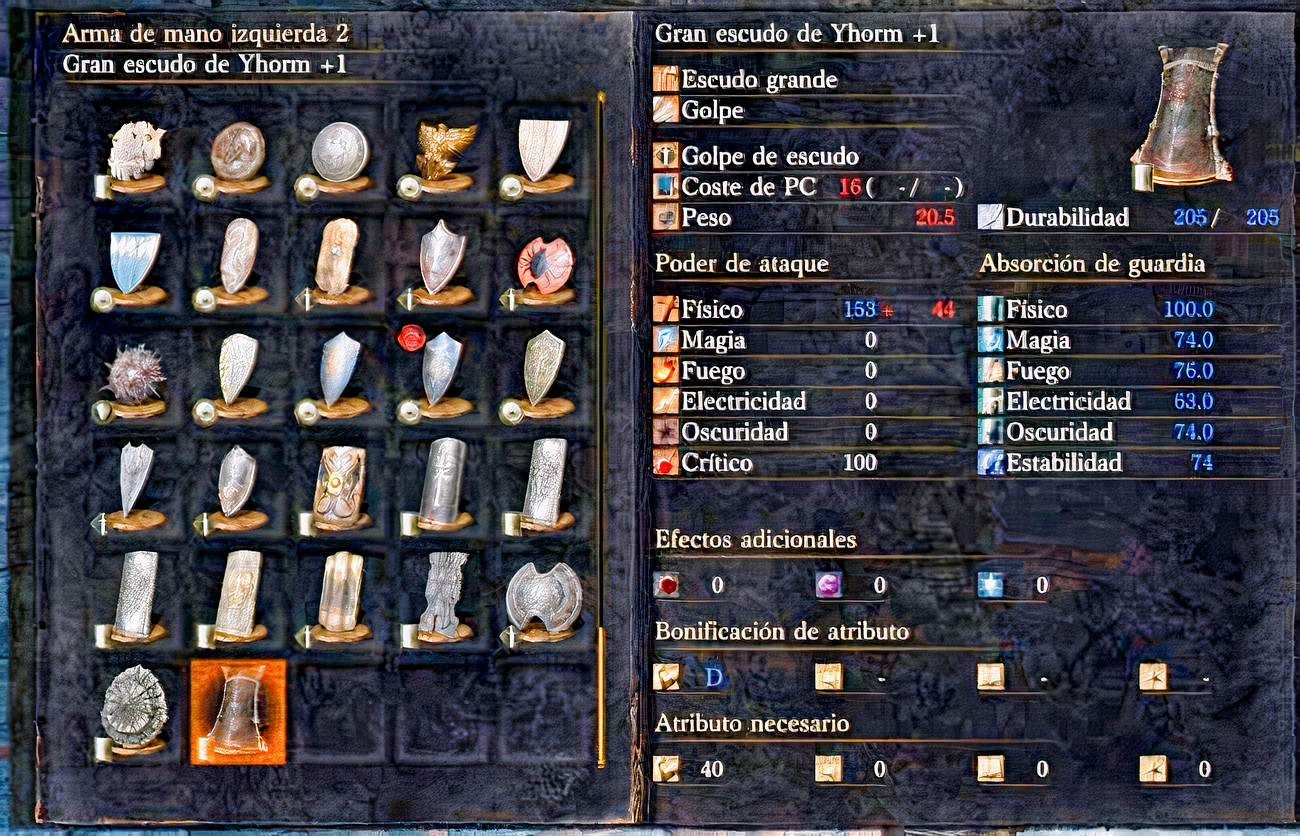 Arma de mano izquierda 2
Gran escudo de Yhorm +1
Gran escudo de Yhorm +1
Escudo grande
Golpe
Golpe de escudo
Coste de PC 16( -/ -)
Peso 20.5
Durabilidad 205/ 205
Poder de ataque
Físico 153+ 44
Magia 0
Fuego 0
Electricidad 0
Oscuridad 0
Crítico 100
Absorción de guardia
Físico 100.0
Magia 74.0
Fuego 76.0
Electricidad 63.0
Oscuridad 74.0
Estabilidad 74
Efectos adicionales
0 0 0
Bonificación de atributo
D - - -
Atributo necesario
40 0 0 0